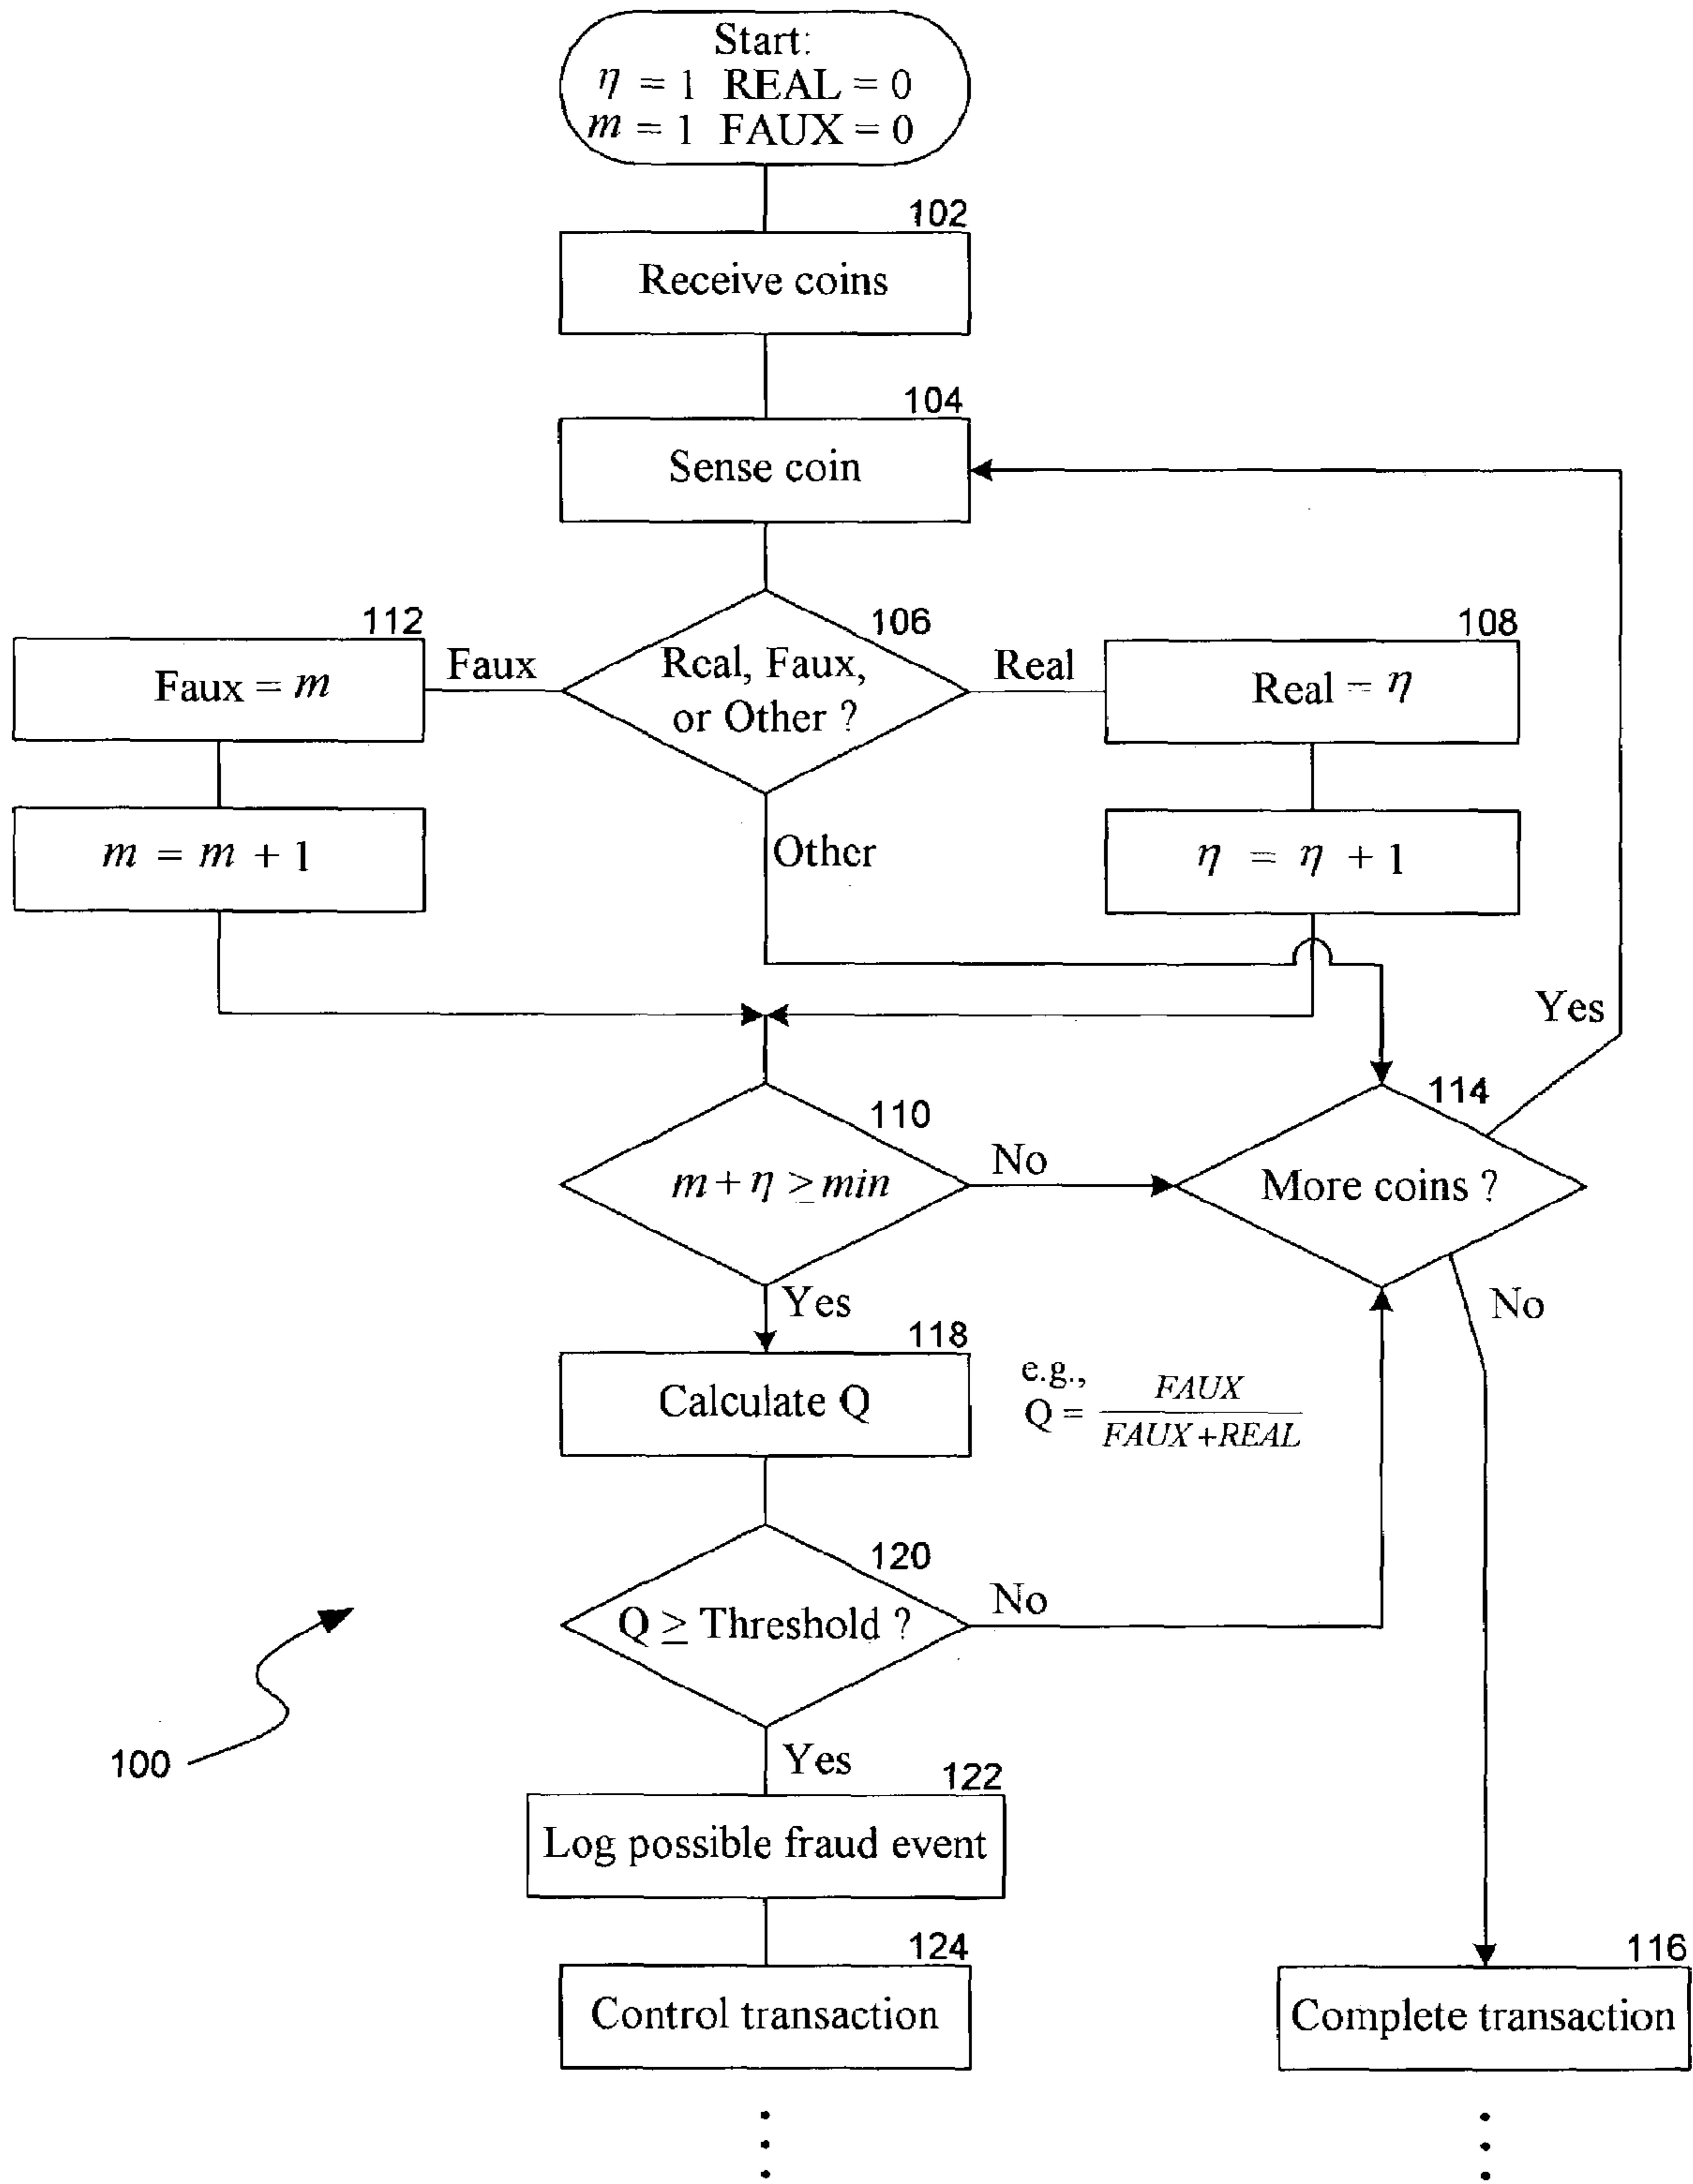 Start:
η = 1 REAL = 0
m = 1 FAUX = 0
102
Receive coins
104
Sense coin
112
Faux = m
Faux
106
Real, Faux,
or Other ?
Real
108
Real = η
m = m + 1
Other
η = η + 1
Yes
110
m + η ≥ min
No
114
More coins ?
Yes
No
118
Calculate Q
e.g.,
Q = FAUX / FAUX + REAL
120
Q ≥ Threshold ?
No
100
Yes
122
Log possible fraud event
124
Control transaction
116
Complete transaction